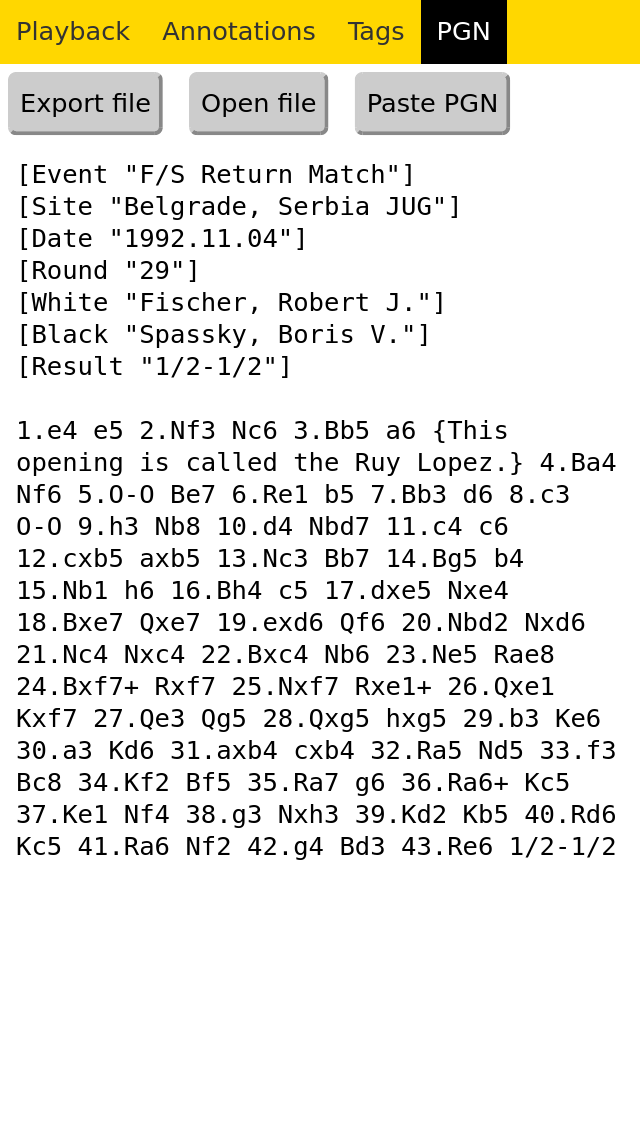 Playback Annotations Tags PGN
Export file Open file Paste PGN
[Event "F/S Return Match"]
[Site "Belgrade, Serbia JUG"]
[Date "1992.11.04"]
[Round "29"]
[White "Fischer, Robert J."]
[Black "Spassky, Boris V."]
[Result "1/2-1/2"]
1.e4 e5 2.Nf3 Nc6 3.Bb5 a6 {This
opening is called the Ruy Lopez.} 4.Ba4
Nf6 5.O-O Be7 6.Re1 b5 7.Bb3 d6 8.c3
O-O 9.h3 Nb8 10.d4 Nbd7 11.c4 c6
12.cxb5 axb5 13.Nc3 Bb7 14.Bg5 b4
15.Nb1 h6 16.Bh4 c5 17.dxe5 Nxe4
18.Bxe7 Qxe7 19.exd6 Qf6 20.Nbd2 Nxd6
21.Nc4 Nxc4 22.Bxc4 Nb6 23.Ne5 Rae8
24.Bxf7+ Rxf7 25.Nxf7 Rxe1+ 26.Qxe1
Kxf7 27.Qe3 Qg5 28.Qxg5 hxg5 29.b3 Ke6
30.a3 Kd6 31.axb4 cxb4 32.Ra5 Nd5 33.f3
Bc8 34.Kf2 Bf5 35.Ra7 g6 36.Ra6+ Kc5
37.Ke1 Nf4 38.g3 Nxh3 39.Kd2 Kb5 40.Rd6
Kc5 41.Ra6 Nf2 42.g4 Bd3 43.Re6 1/2-1/2